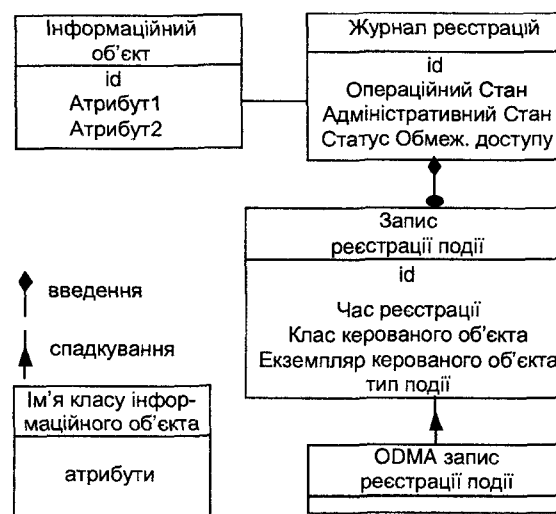 Інформаційний
об'єкт
id
Атрибут1
Атрибут2
Журнал реєстрацій
id
Операційний Стан
Адміністративний Стан
Статус Обмеж. доступу
Запис
реєстрації події
id
Час реєстрації
Клас керованого об'єкта
Екземпляр керованого об'єкта
тип події
введення
спадкування
Ім'я класу інфор-
маційного об'єкта
атрибути
ODMA запис
реєстрації події